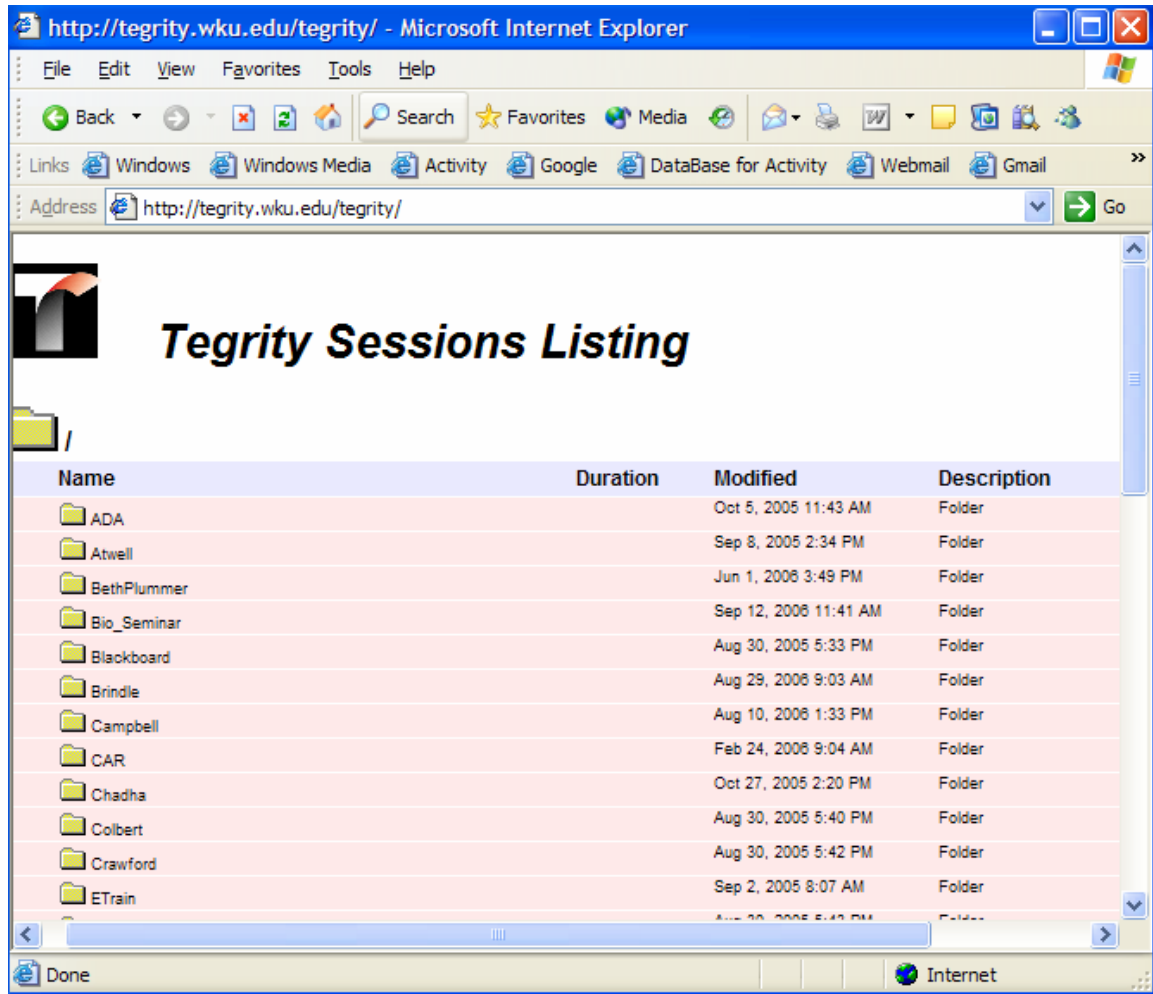 http://tegrity.wku.edu/tegrity/ - Microsoft Internet Explorer
File Edit View Favorites Tools Help
Back Search Favorites Media
Links Windows Windows Media Activity Google DataBase for Activity Webmail Gmail »
Address http://tegrity.wku.edu/tegrity/ Go
Tegrity Sessions Listing
/
Name Duration Modified Description
ADA Oct 5, 2005 11:43 AM Folder
Atwell Sep 8, 2005 2:34 PM Folder
BethPlummer Jun 1, 2006 3:49 PM Folder
Bio_Seminar Sep 12, 2006 11:41 AM Folder
Blackboard Aug 30, 2005 5:33 PM Folder
Brindle Aug 29, 2006 9:03 AM Folder
Campbell Aug 10, 2006 1:33 PM Folder
CAR Feb 24, 2006 9:04 AM Folder
Chadha Oct 27, 2005 2:20 PM Folder
Colbert Aug 30, 2005 5:40 PM Folder
Crawford Aug 30, 2005 5:42 PM Folder
ETrain Sep 2, 2005 8:07 AM Folder
Done Internet